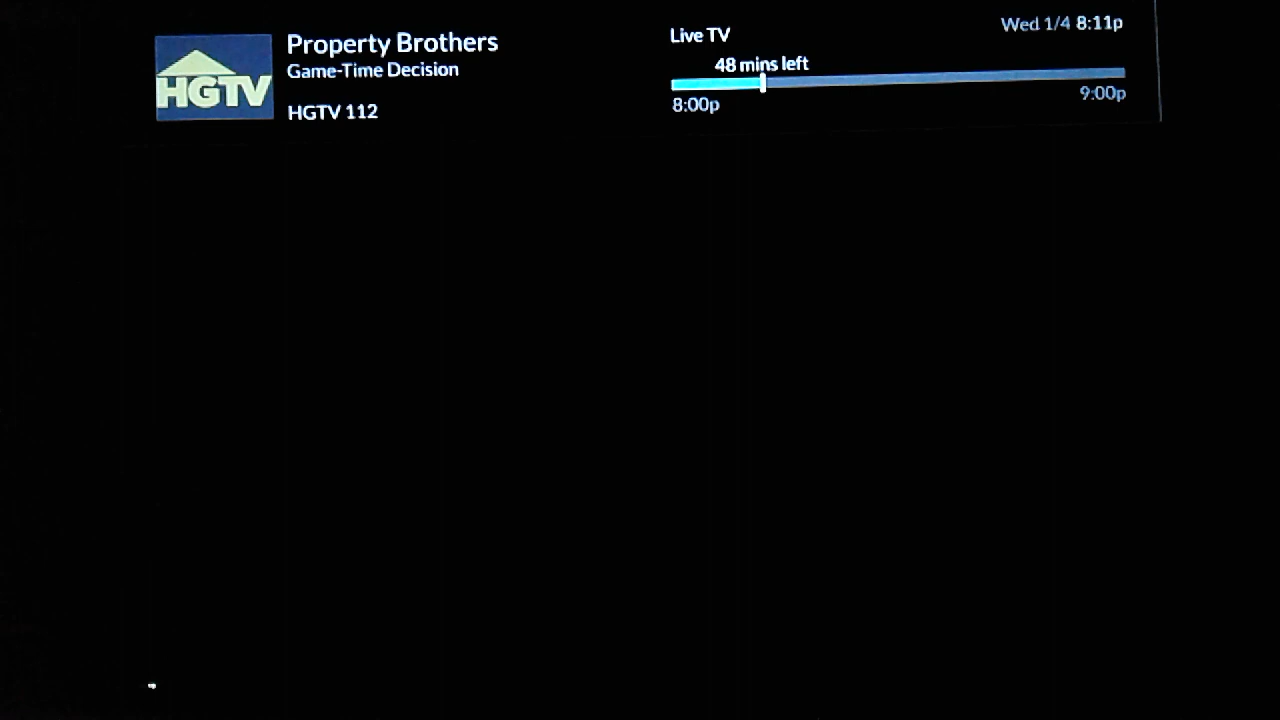 HGTV
Property Brothers
Game-Time Decision
HGTV 112
Live TV
Wed 1/4 8:11p
48 mins left
8:00p
9:00p